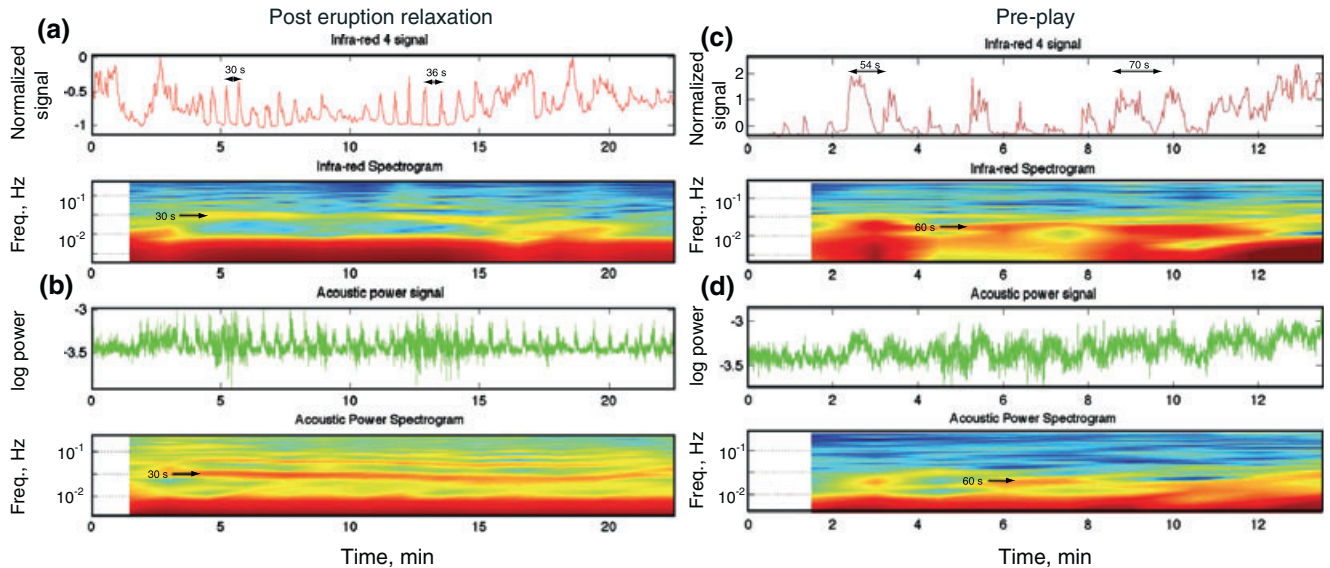 Post eruption relaxation
(a)
Infra-red 4 signal
Normalized
signal
0
-0.5
-1
30 s
36 s
0 5 10 15 20
Infra-red Spectrogram
Freq., Hz
10-1
10-2
30 s
0 5 10 15 20
(b)
Acoustic power signal
log power
-3
-3.5
0 5 10 15 20
Acoustic Power Spectrogram
Freq., Hz
10-1
10-2
30 s
0 5 10 15 20
Time, min
Pre-play
(c)
Infra-red 4 signal
Normalized
signal
2
1
0
54 s
70 s
0 2 4 6 8 10 12
Infra-red Spectrogram
Freq., Hz
10-1
10-2
60 s
0 2 4 6 8 10 12
(d)
Acoustic power signal
log power
-3
-3.5
0 2 4 6 8 10 12
Acoustic Power Spectrogram
Freq., Hz
10-1
10-2
60 s
0 2 4 6 8 10 12
Time, min